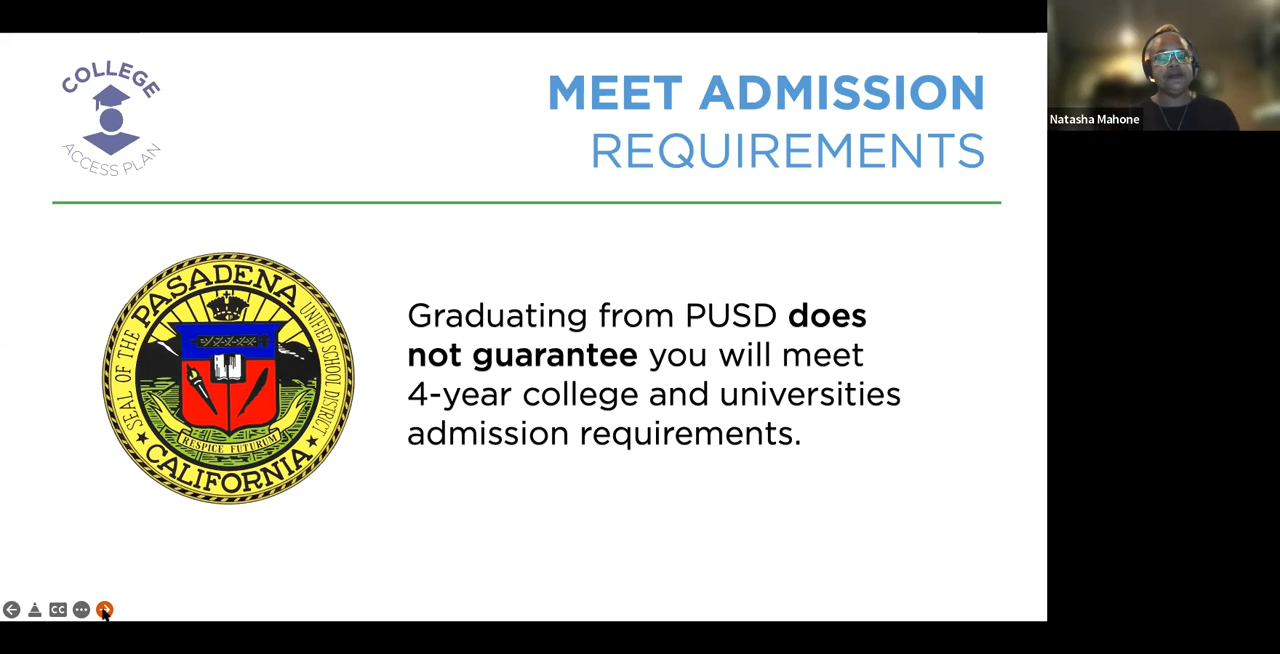 COLLEGE
ACCESS PLAN
MEET ADMISSION
REQUIREMENTS
Natasha Mahone
SEAL OF THE PASADENA UNIFIED SCHOOL DISTRICT
RESPICE FUTURUM
CALIFORNIA
Graduating from PUSD does
not guarantee you will meet
4-year college and universities
admission requirements.
CC